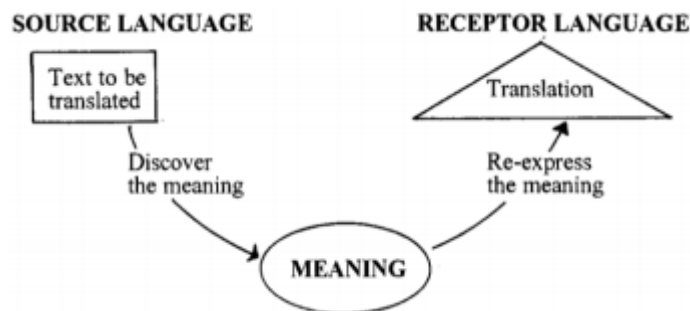 SOURCE LANGUAGE
RECEPTOR LANGUAGE
Text to be
translated
Translation
Discover
the meaning
Re-express
the meaning
MEANING